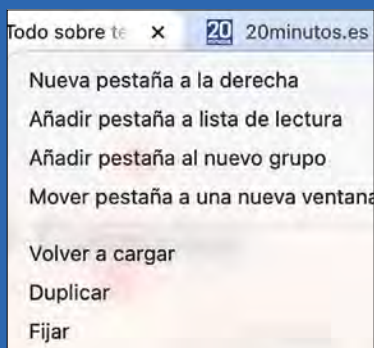 Todo sobre te × 20 20minutos.es
Nueva pestaña a la derecha
Añadir pestaña a lista de lectura
Añadir pestaña al nuevo grupo
Mover pestaña a una nueva ventana
Volver a cargar
Duplicar
Fijar